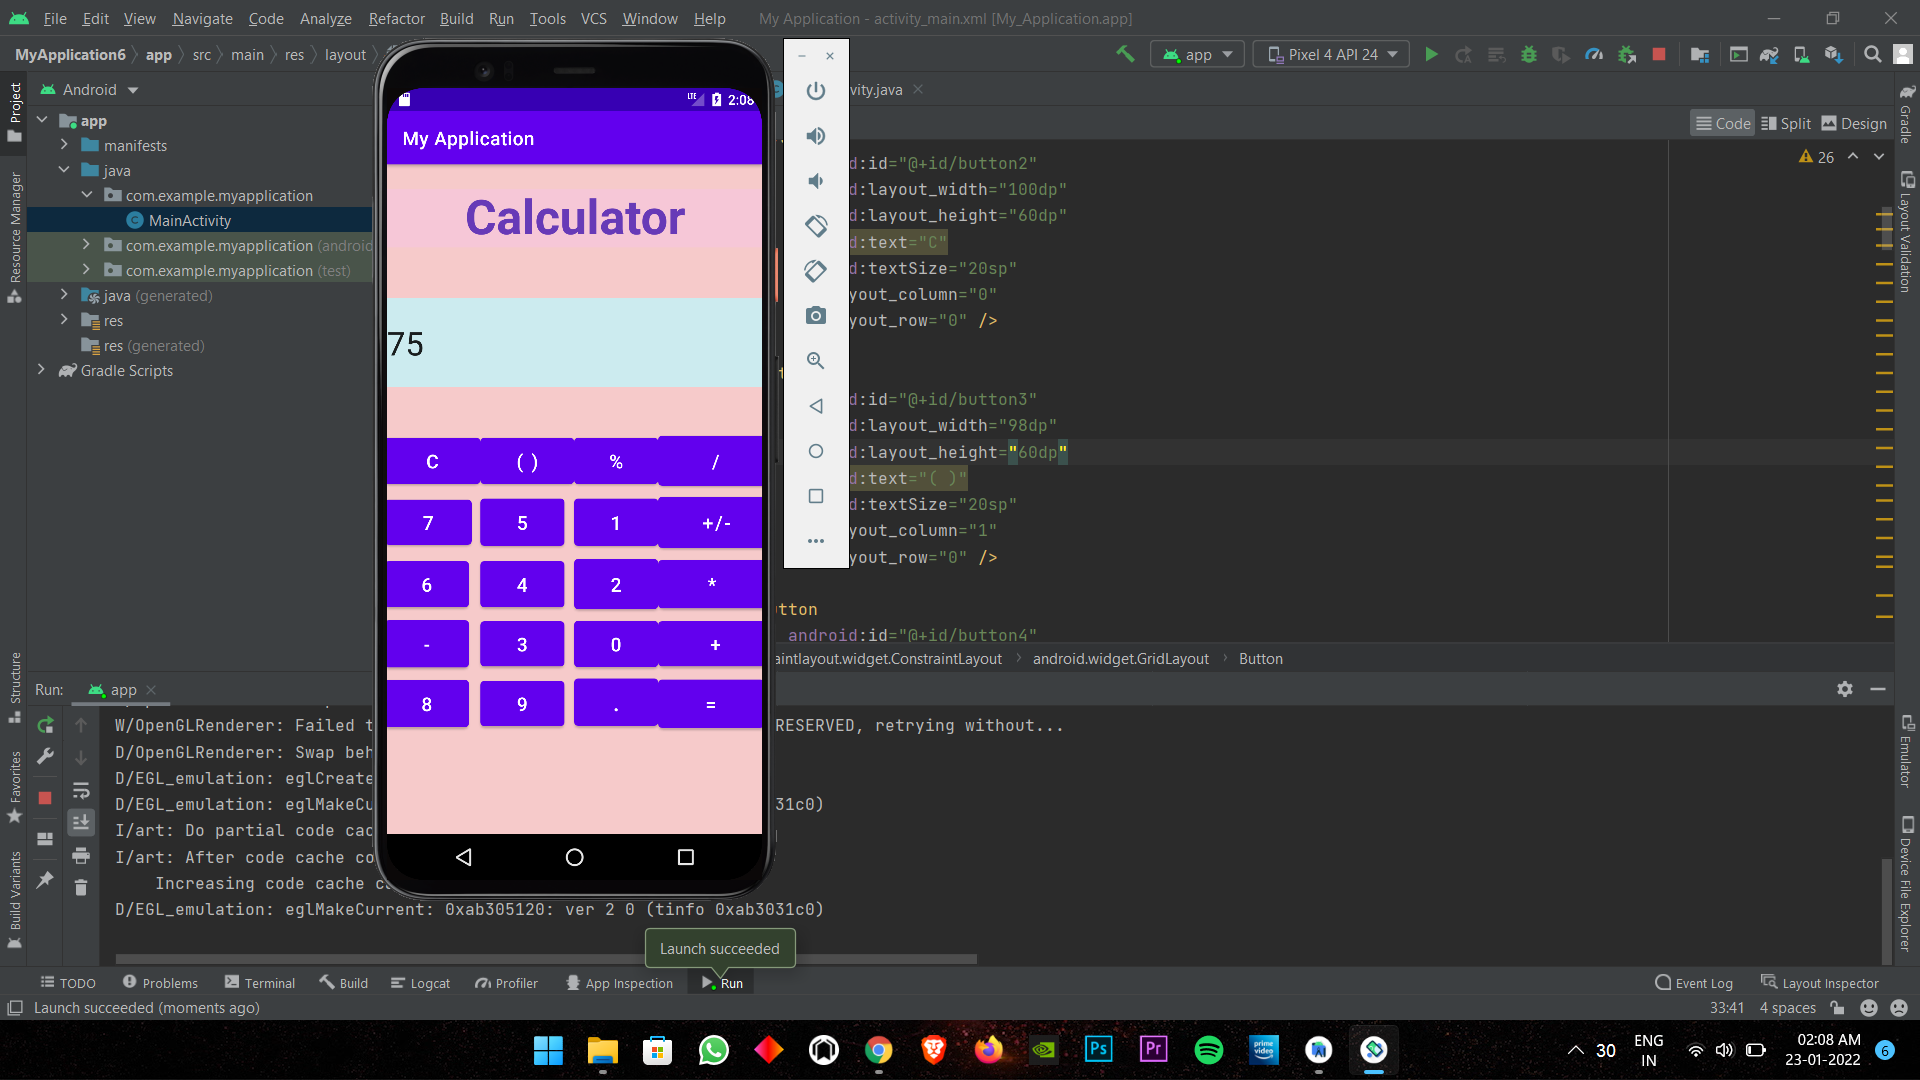 File Edit View Navigate Code Analyze Refactor Build Run Tools VCS Window Help My Application - activity_main.xml [My_Application.app]
MyApplication6 app src main res layout
app Pixel 4 API 24
Project
Android
app
manifests
java
com.example.myapplication
MainActivity
com.example.myapplication (android
com.example.myapplication (test)
java (generated)
res
res (generated)
Gradle Scripts
Resource Manager
Structure
Favorites
Build Variants
LTE 2:08
My Application
Calculator
75
C ( ) % /
7 5 1 +/-
6 4 2 *
- 3 0 +
8 9 . =
vity.java
Code Split Design
26
d:id="@+id/button2"
d:layout_width="100dp"
d:layout_height="60dp"
d:text="C"
d:textSize="20sp"
yout_column="0"
yout_row="0" />
d:id="@+id/button3"
d:layout_width="98dp"
d:layout_height="60dp"
d:text="( )"
d:textSize="20sp"
yout_column="1"
yout_row="0" />
tton
android:id="@+id/button4"
aintlayout.widget.ConstraintLayout android.widget.GridLayout Button
Gradle
Layout Validation
Emulator
Device File Explorer
Run: app
W/OpenGLRenderer: Failed t RESERVED, retrying without...
D/OpenGLRenderer: Swap beh
D/EGL_emulation: eglCreate
D/EGL_emulation: eglMakeCu 31c0)
I/art: Do partial code cac
I/art: After code cache co
Increasing code cache c
D/EGL_emulation: eglMakeCurrent: 0xab305120: ver 2 0 (tinfo 0xab3031c0)
Launch succeeded
TODO Problems Terminal Build Logcat Profiler App Inspection Run Event Log Layout Inspector
Launch succeeded (moments ago) 33:41 4 spaces
Ps Pr prime video
30 ENG IN 02:08 AM 23-01-2022 6